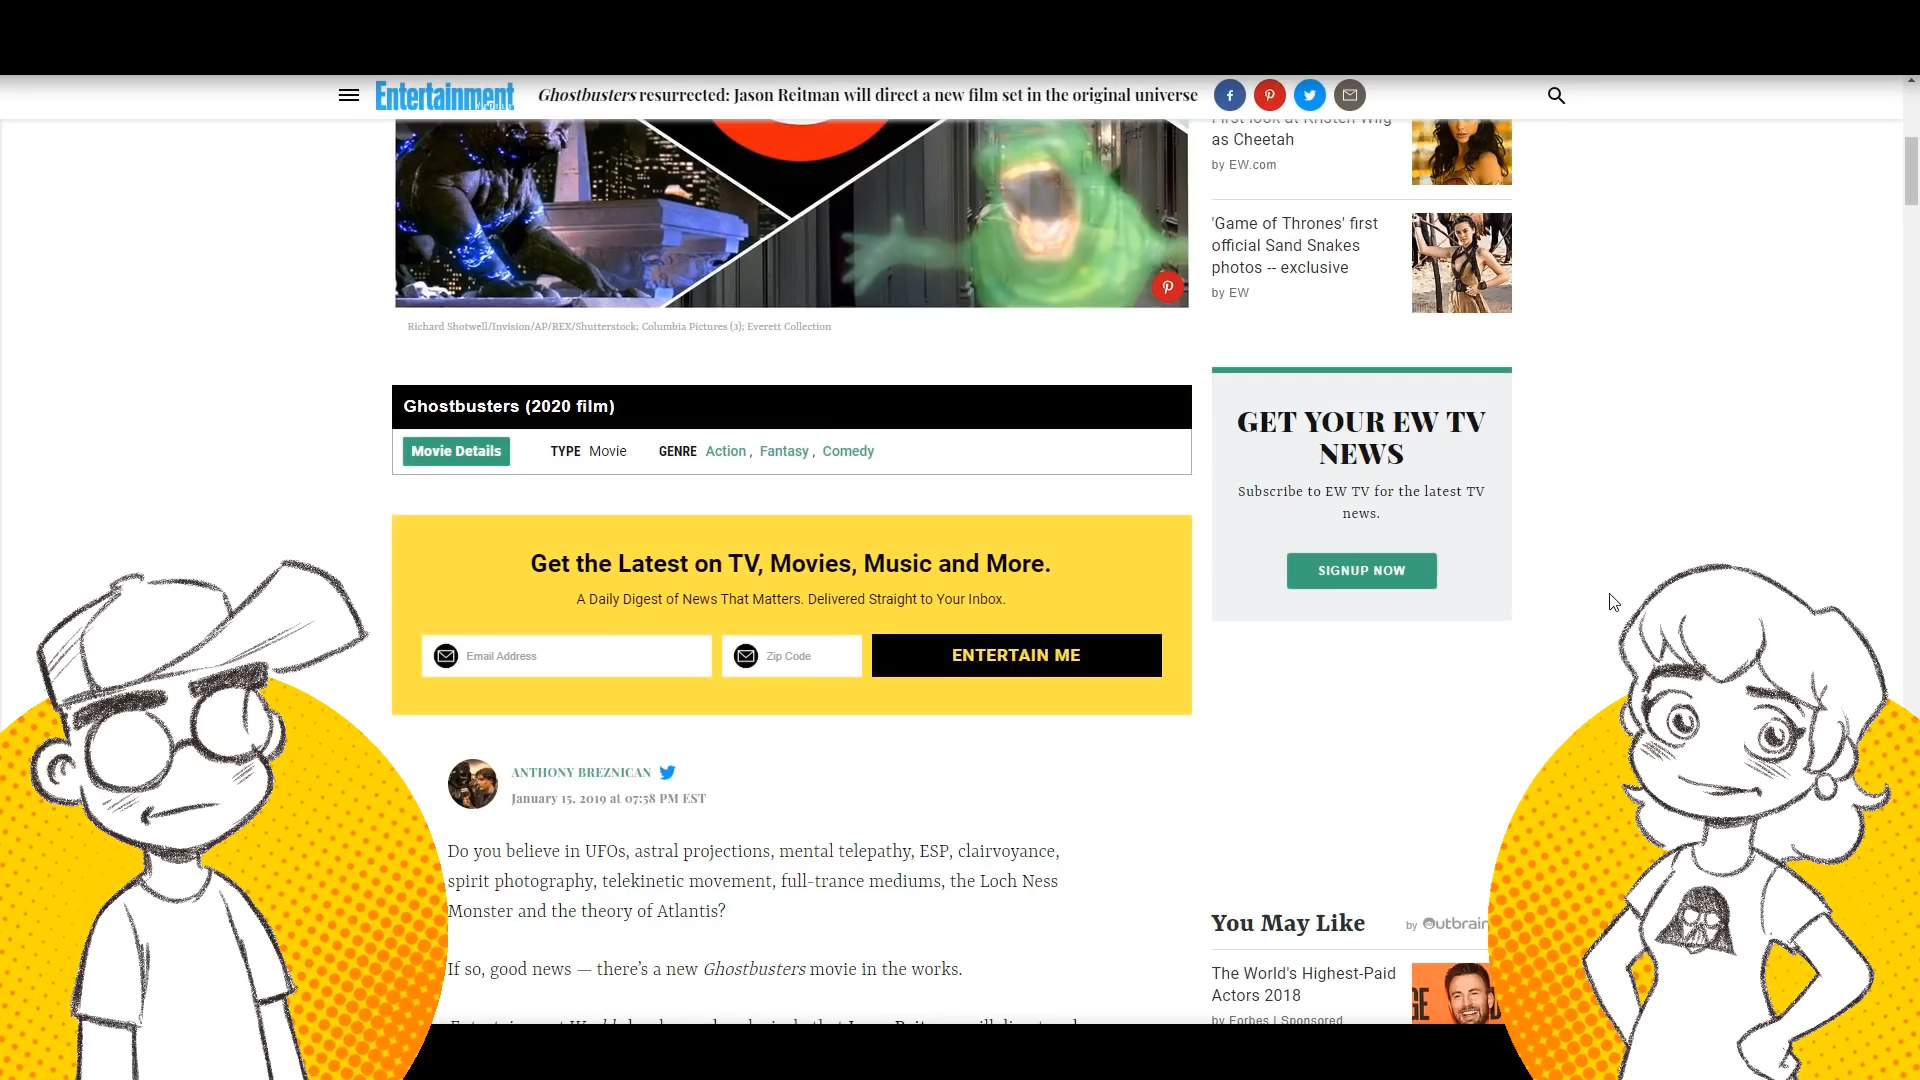 Entertainment
Ghostbusters resurrected: Jason Reitman will direct a new film set in the original universe
First look at Kristen Wiig
as Cheetah
by EW.com
'Game of Thrones' first
official Sand Snakes
photos -- exclusive
by EW
Richard Shotwell/Invision/AP/REX/Shutterstock; Columbia Pictures (3); Everett Collection
Ghostbusters (2020 film)
Movie Details
TYPE Movie
GENRE Action, Fantasy, Comedy
GET YOUR EW TV
NEWS
Subscribe to EW TV for the latest TV
news.
SIGNUP NOW
Get the Latest on TV, Movies, Music and More.
A Daily Digest of News That Matters. Delivered Straight to Your Inbox.
Email Address
Zip Code
ENTERTAIN ME
ANTHONY BREZNICAN
January 15, 2019 at 07:58 PM EST
Do you believe in UFOs, astral projections, mental telepathy, ESP, clairvoyance,
spirit photography, telekinetic movement, full-trance mediums, the Loch Ness
Monster and the theory of Atlantis?
If so, good news — there's a new Ghostbusters movie in the works.
You May Like
by Outbrain
The World's Highest-Paid
Actors 2018
by Forbes | Sponsored